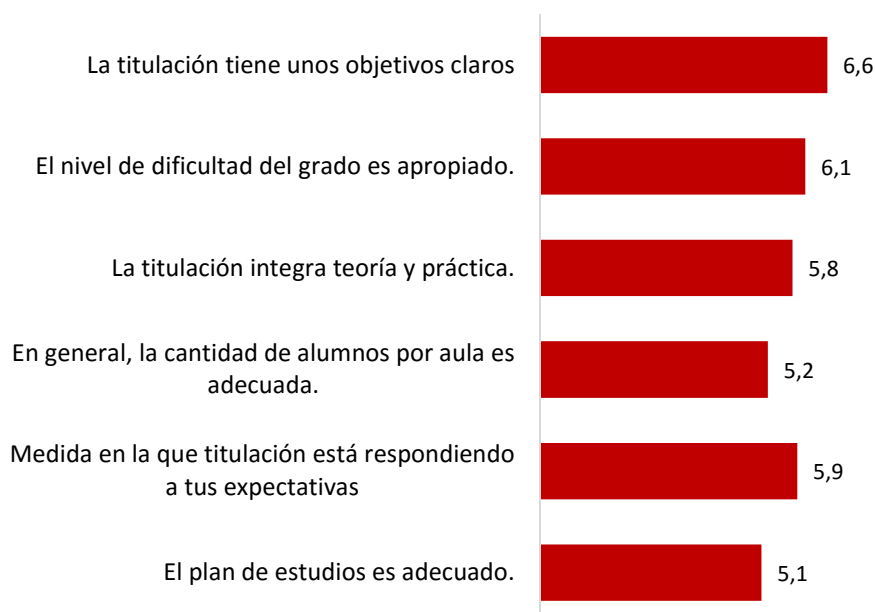 La titulación tiene unos objetivos claros
6,6
El nivel de dificultad del grado es apropiado.
6,1
La titulación integra teoría y práctica.
5,8
En general, la cantidad de alumnos por aula es
adecuada.
5,2
Medida en la que titulación está respondiendo
a tus expectativas
5,9
El plan de estudios es adecuado.
5,1